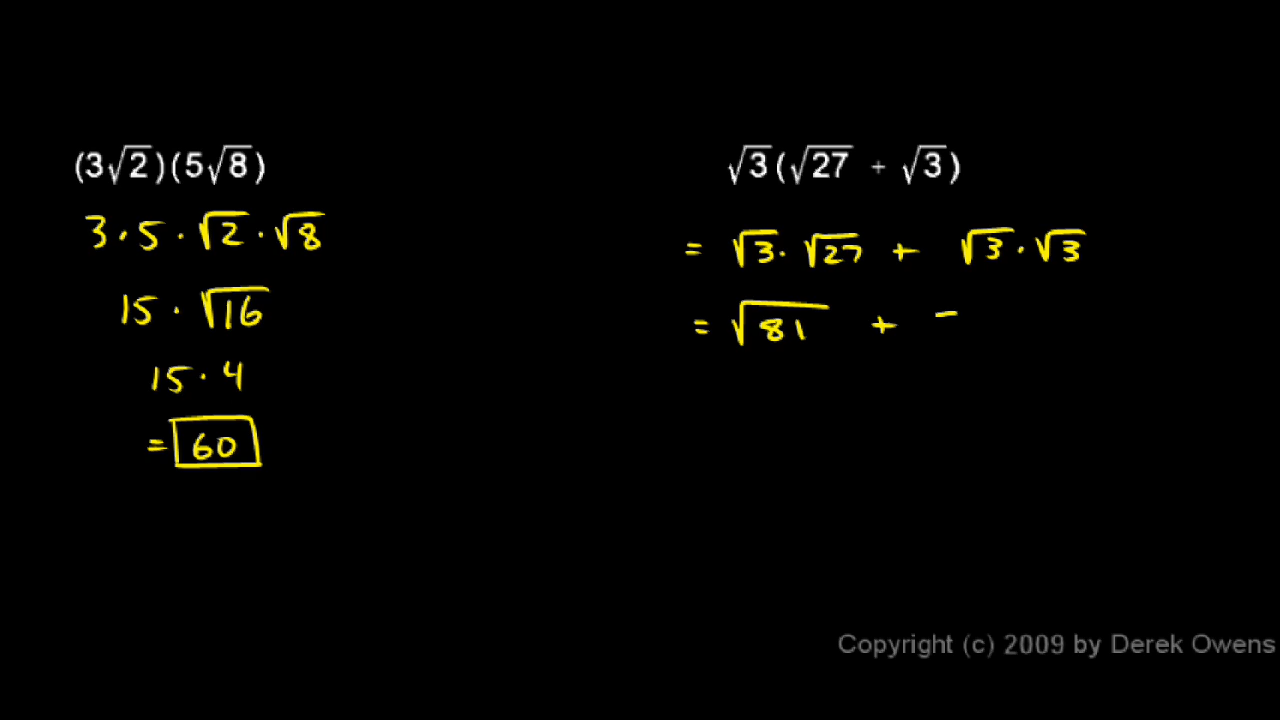 (3√2)(5√8)
3 · 5 · √2 · √8
15 · √16
15 · 4
= 60
√3(√27 + √3)
= √3 · √27 + √3 · √3
= √81 +
Copyright (c) 2009 by Derek Owens